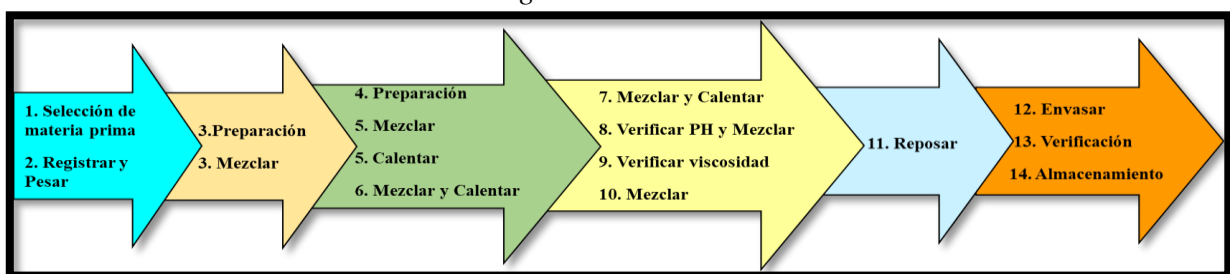 1. Selección de
materia prima
2. Registrar y
Pesar
3.Preparación
3. Mezclar
4. Preparación
5. Mezclar
5. Calentar
6. Mezclar y Calentar
7. Mezclar y Calentar
8. Verificar PH y Mezclar
9. Verificar viscosidad
10. Mezclar
11. Reposar
12. Envasar
13. Verificación
14. Almacenamiento